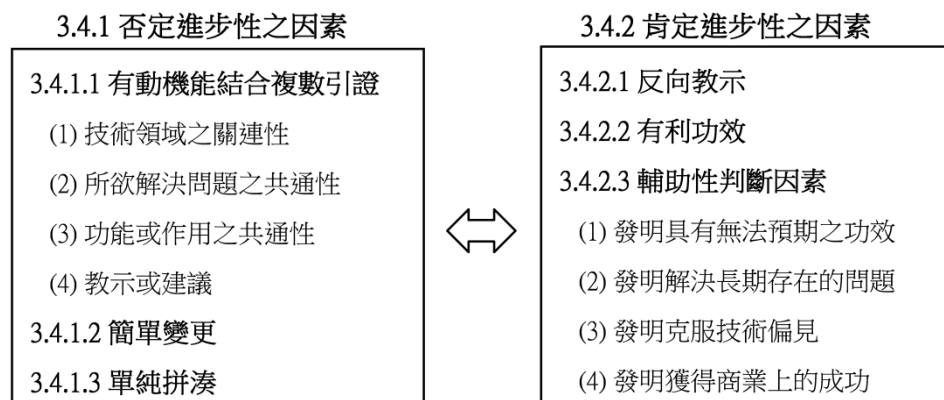 3.4.1 否定進步性之因素
3.4.1.1 有動機能結合複數引證
(1) 技術領域之關連性
(2) 所欲解決問題之共通性
(3) 功能或作用之共通性
(4) 教示或建議
3.4.1.2 簡單變更
3.4.1.3 單純拼湊
3.4.2 肯定進步性之因素
3.4.2.1 反向教示
3.4.2.2 有利功效
3.4.2.3 輔助性判斷因素
(1) 發明具有無法預期之功效
(2) 發明解決長期存在的問題
(3) 發明克服技術偏見
(4) 發明獲得商業上的成功